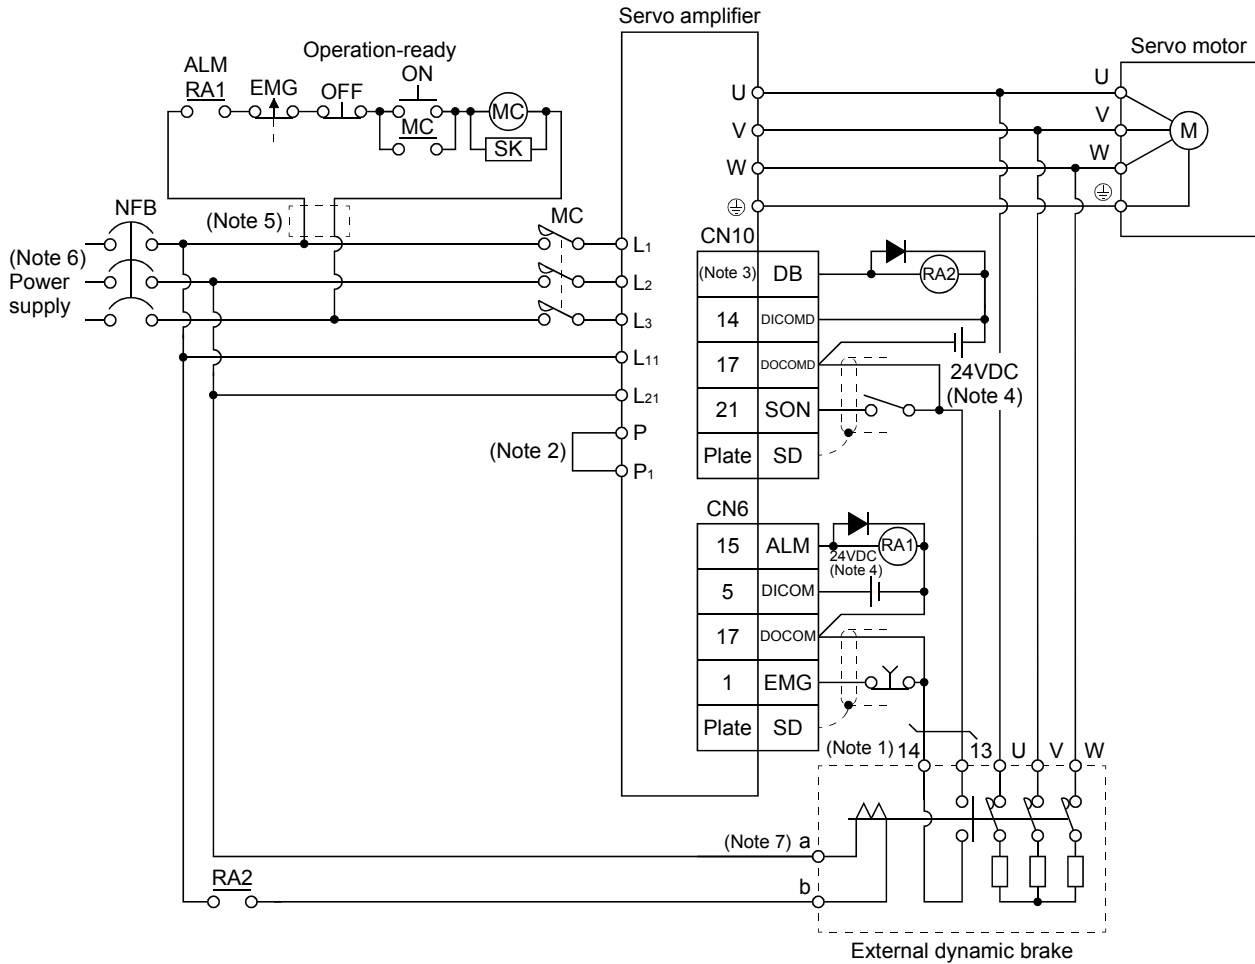 Servo amplifier
Servo motor
Operation-ready
ALM
RA1
EMG
OFF
ON
MC
MC
SK
U
V
W
U
V
W
M
NFB
(Note 5)
MC
(Note 6)
Power
supply
L1
L2
L3
L11
L21
(Note 2)
P
P1
CN10
(Note 3) DB
RA2
14 DICOMD
17 DOCOMD
24VDC
(Note 4)
21 SON
Plate SD
CN6
15 ALM
RA1
24VDC
(Note 4)
5 DICOM
17 DOCOM
1 EMG
Plate SD
(Note 1) 14 13 U V W
(Note 7) a
RA2
b
External dynamic brake